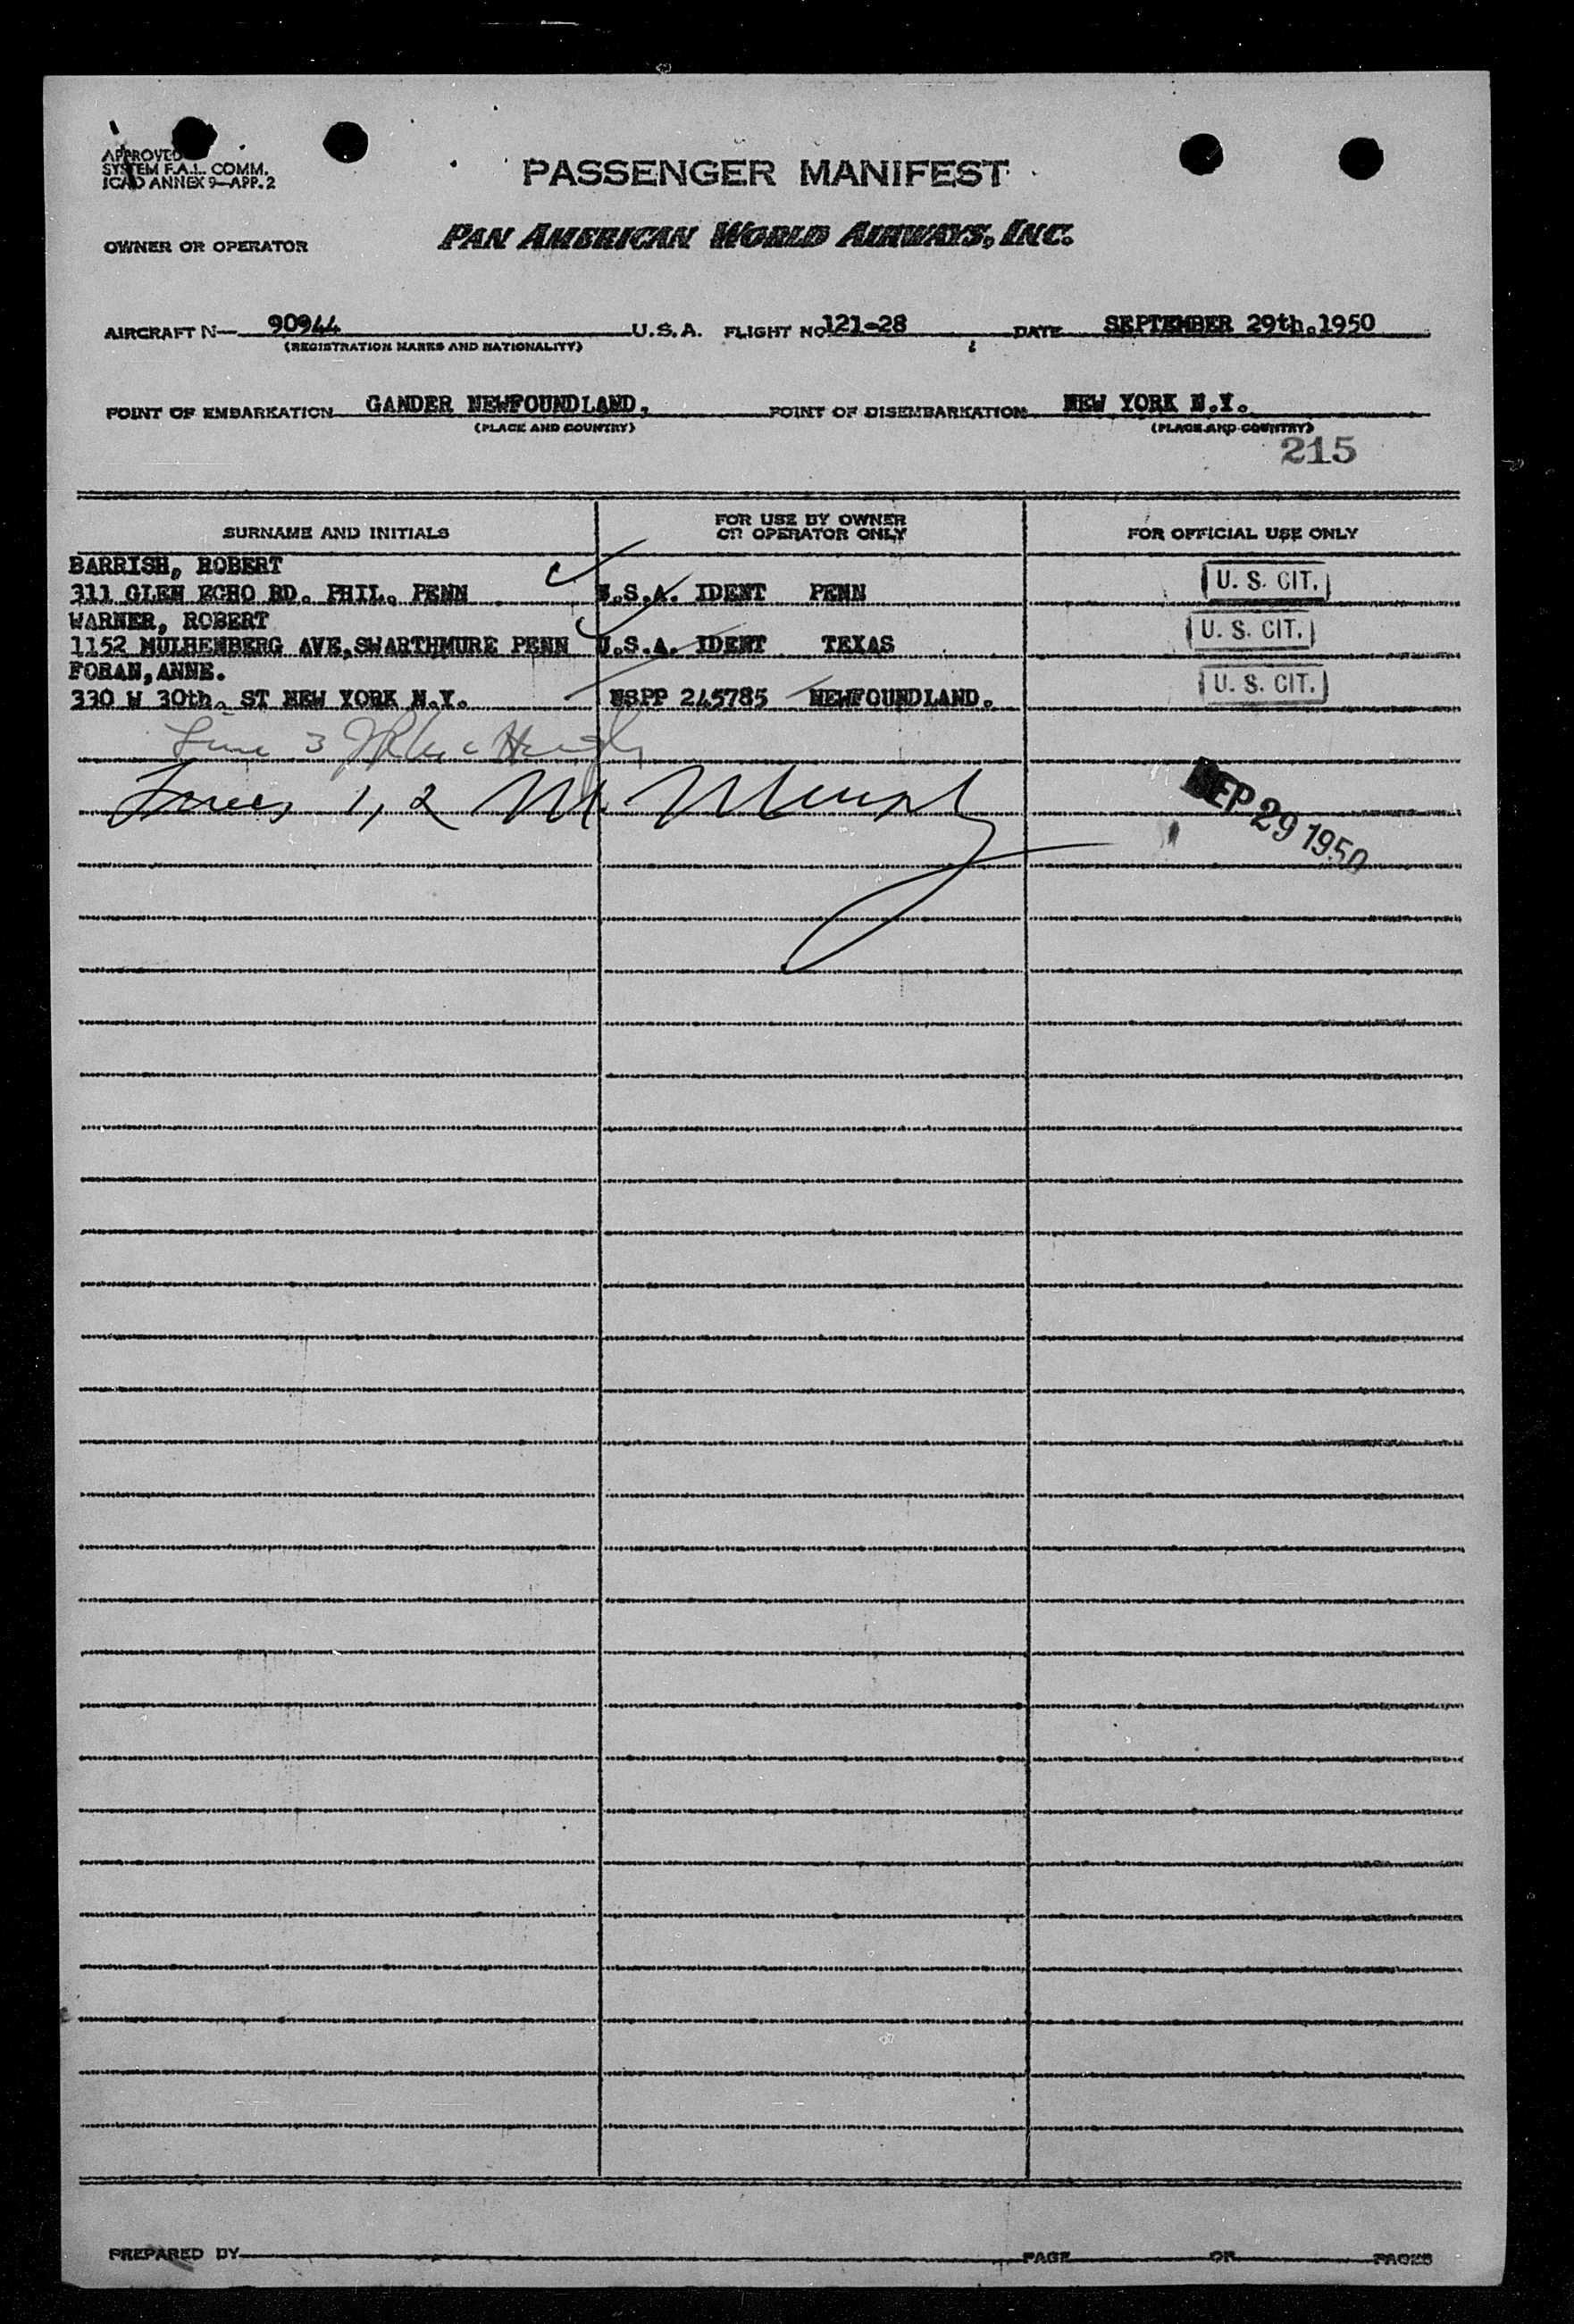 APPROVED
SYSTEM F.A.L. COMM.
ICAO ANNEX 9—APP. 2
PASSENGER MANIFEST
OWNER OR OPERATOR PAN AMERICAN WORLD AIRWAYS, INC.
AIRCRAFT N— 90944 U.S.A. FLIGHT NO 121-28 DATE SEPTEMBER 29th. 1950
(REGISTRATION MARKS AND NATIONALITY)
POINT OF EMBARKATION GANDER NEWFOUNDLAND, POINT OF DISEMBARKATION NEW YORK N.Y.
(PLACE AND COUNTRY) (PLACE AND COUNTRY)
215
SURNAME AND INITIALS FOR USE BY OWNER OR OPERATOR ONLY FOR OFFICIAL USE ONLY
BARRISH, ROBERT
311 GLEN ECHO RD. PHIL. PENN U.S.A. IDENT PENN U. S. CIT.
WARNER, ROBERT
1152 MULHENBERG AVE,SWARTHMURE PENN U.S.A. IDENT TEXAS U. S. CIT.
FORAN,ANNE.
330 W 30th. ST NEW YORK N.Y. USPP 245785 NEWFOUNDLAND. U. S. CIT.
Line 3
Lines 1, 2 M. Murphy
SEP 29 1950
PREPARED BY PAGE OF PAGES